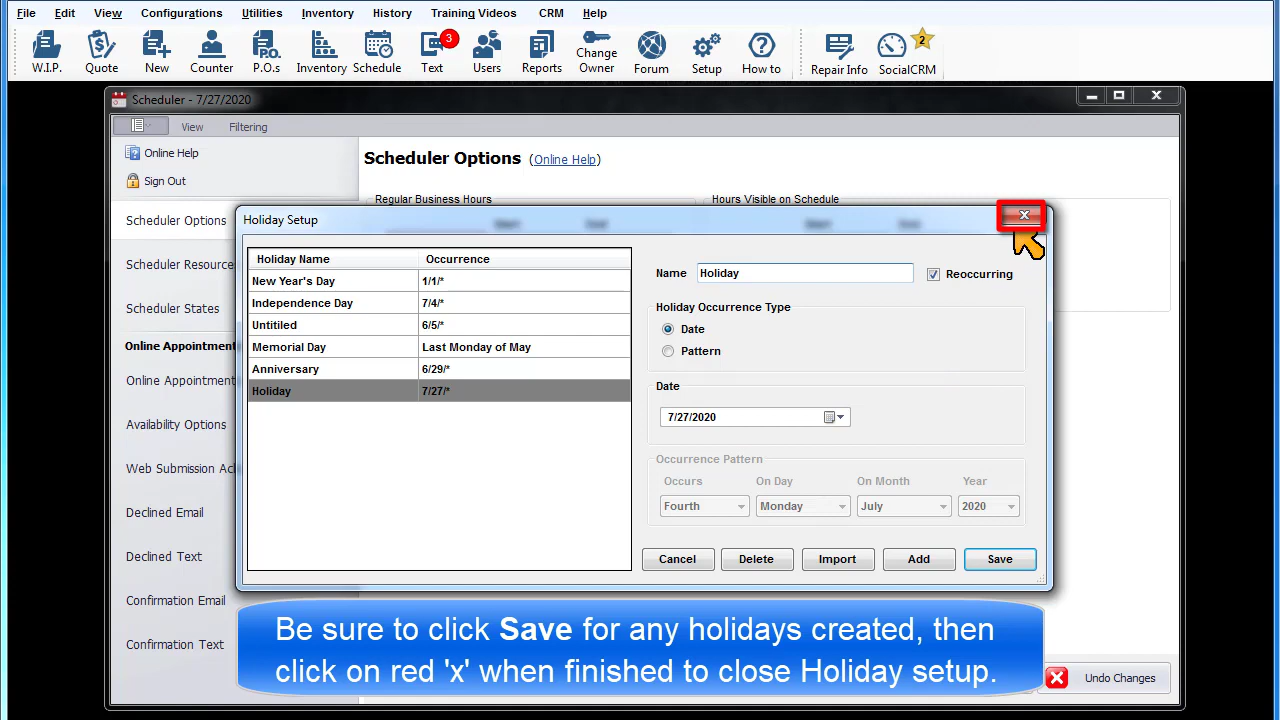 File Edit View Configurations Utilities Inventory History Training Videos CRM Help
3 2
W.I.P. Quote New Counter P.O.s Inventory Schedule Text Users Reports Change Owner Forum Setup How to Repair Info SocialCRM
Scheduler - 7/27/2020
View Filtering
Online Help
Sign Out
Scheduler Options (Online Help)
Regular Business Hours Hours Visible on Schedule
Scheduler Options
Scheduler Resourc
Scheduler States
Online Appointment
Online Appointment
Availability Options
Web Submission Ack
Declined Email
Declined Text
Confirmation Email
Confirmation Text
Holiday Setup
Holiday Name Occurrence
New Year's Day 1/1/*
Independence Day 7/4/*
Untitiled 6/5/*
Memorial Day Last Monday of May
Anniversary 6/29/*
Holiday 7/27/*
Name Holiday Reoccurring
Holiday Occurrence Type
Date
Pattern
Date
7/27/2020
Occurrence Pattern
Occurs On Day On Month Year
Fourth Monday July 2020
Cancel Delete Import Add Save
Be sure to click Save for any holidays created, then
click on red 'x' when finished to close Holiday setup.
Undo Changes